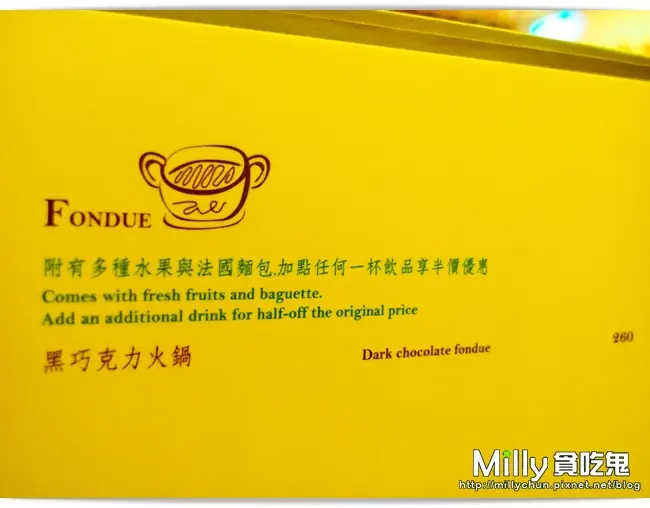 FONDUE
附有多種水果與法國麵包,加點任何一杯飲品享半價優惠
Comes with fresh fruits and baguette.
Add an additional drink for half-off the original price
黑巧克力火鍋 Dark chocolate fondue 260
Milly貪吃鬼
http://millychun.pixnet.net/blog